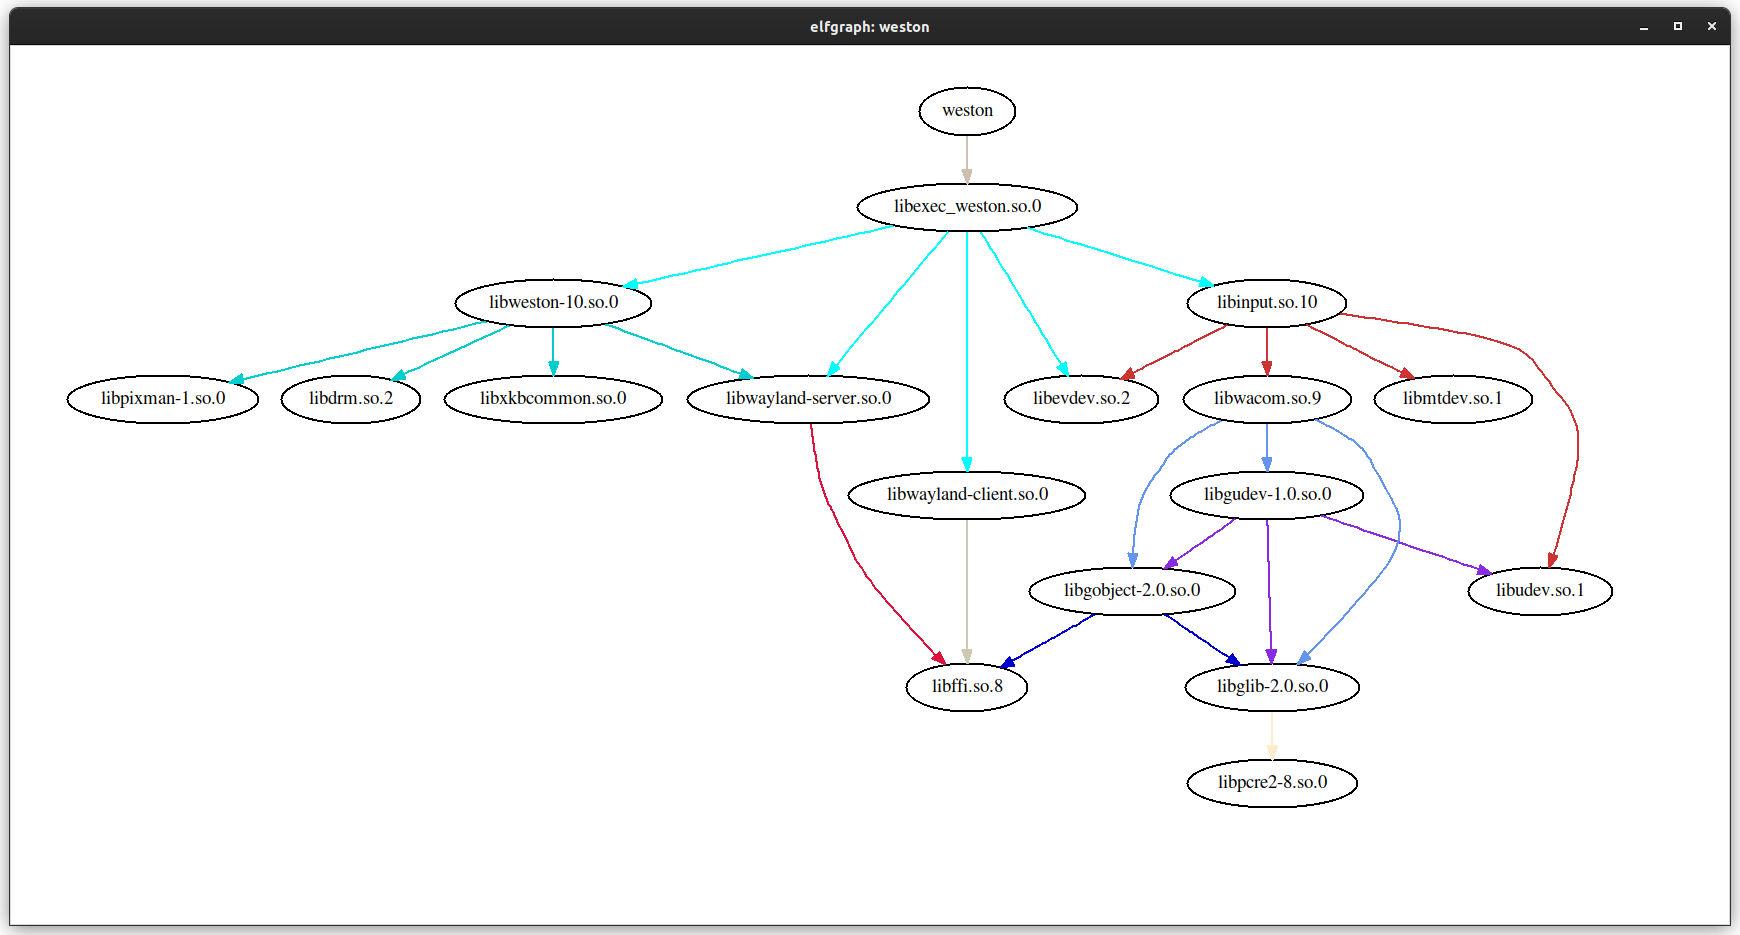 elfgraph: weston
weston
libexec_weston.so.0
libweston-10.so.0
libinput.so.10
libpixman-1.so.0
libdrm.so.2
libxkbcommon.so.0
libwayland-server.so.0
libevdev.so.2
libwacom.so.9
libmtdev.so.1
libwayland-client.so.0
libgudev-1.0.so.0
libgobject-2.0.so.0
libudev.so.1
libffi.so.8
libglib-2.0.so.0
libpcre2-8.so.0